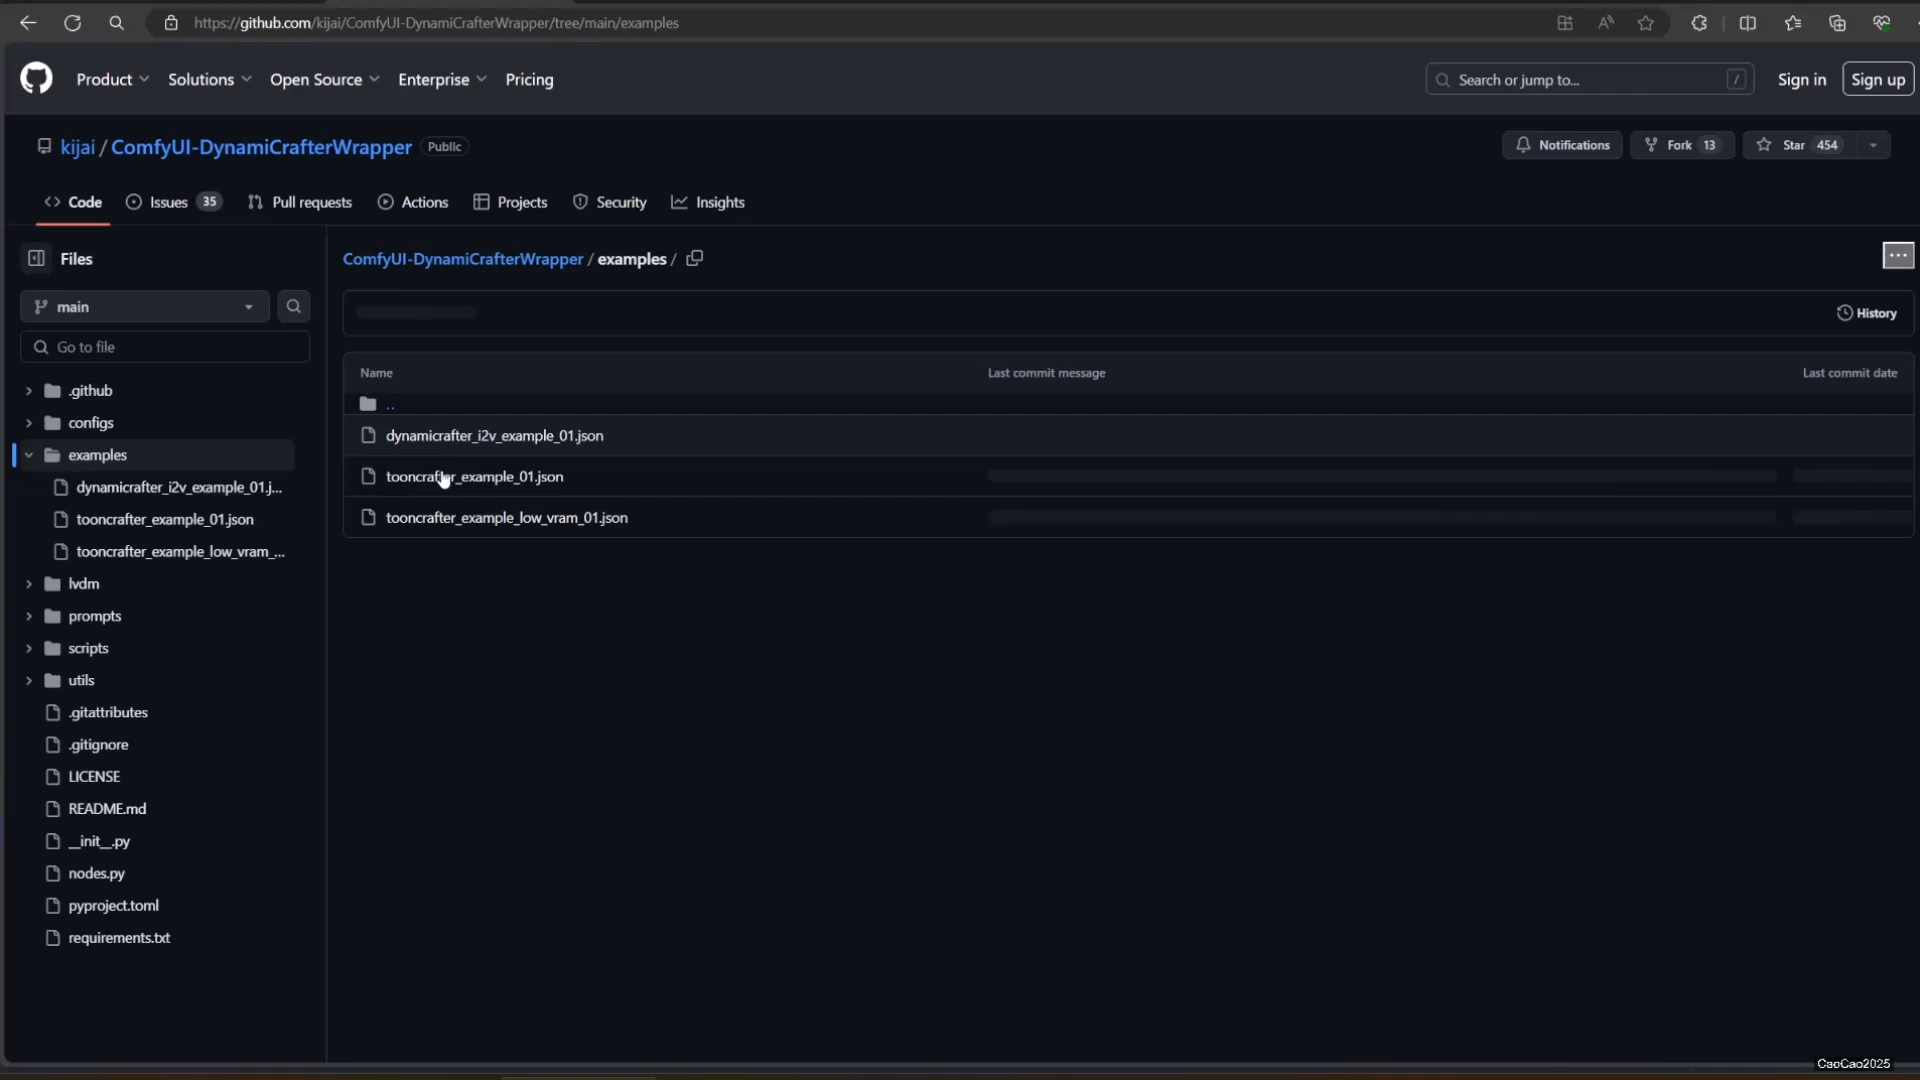 https://github.com/kijai/ComfyUI-DynamiCrafterWrapper/tree/main/examples
Product Solutions Open Source Enterprise Pricing
Search or jump to... /
Sign in
Sign up
kijai / ComfyUI-DynamiCrafterWrapper Public
Notifications
Fork 13
Star 454
Code
Issues 35
Pull requests
Actions
Projects
Security
Insights
Files
main
Go to file
.github
configs
examples
dynamicrafter_i2v_example_01.j...
tooncrafter_example_01.json
tooncrafter_example_low_vram_...
lvdm
prompts
scripts
utils
.gitattributes
.gitignore
LICENSE
README.md
__init__.py
nodes.py
pyproject.toml
requirements.txt
ComfyUI-DynamiCrafterWrapper / examples /
...
History
Name Last commit message Last commit date
..
dynamicrafter_i2v_example_01.json
tooncrafter_example_01.json
tooncrafter_example_low_vram_01.json
CaoCao2025